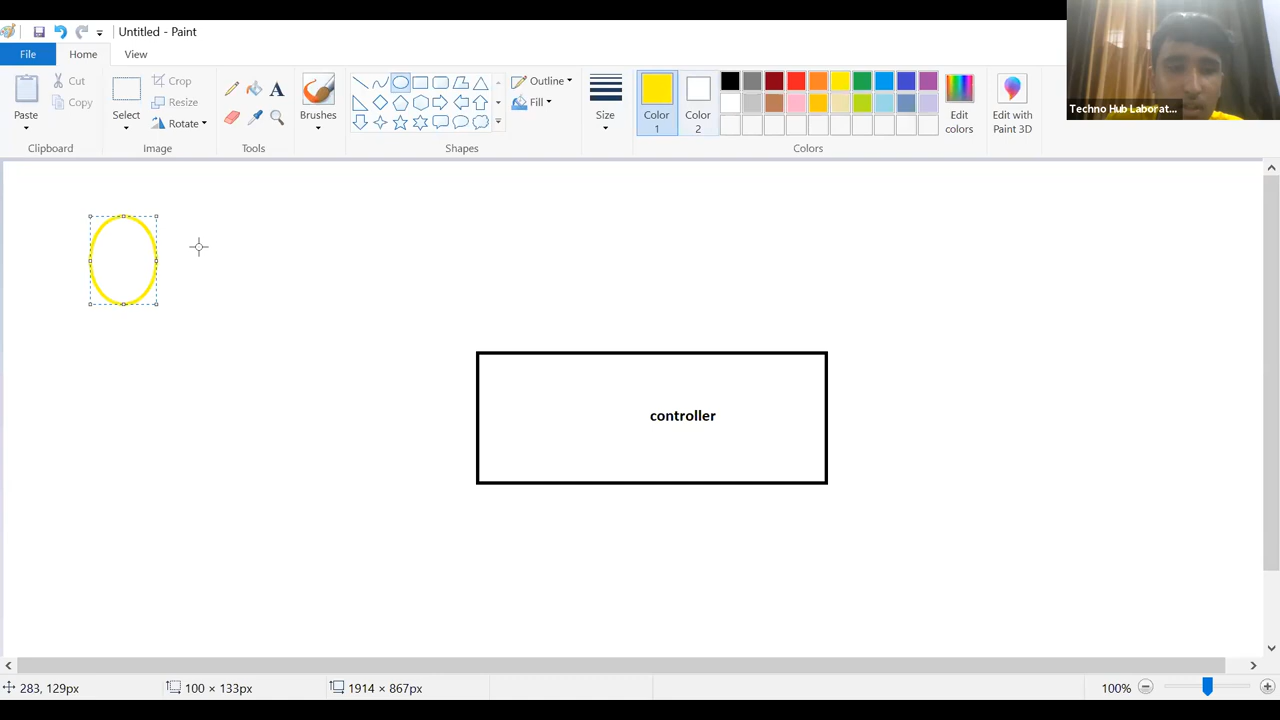 Untitled - Paint
File
Home
View
Paste
Cut
Copy
Clipboard
Select
Crop
Resize
Rotate
Image
A
Tools
Brushes
Shapes
Outline
Fill
Size
Color 1
Color 2
Edit colors
Colors
Edit with Paint 3D
Techno Hub Laborat...
controller
283, 129px
100 × 133px
1914 × 867px
100%